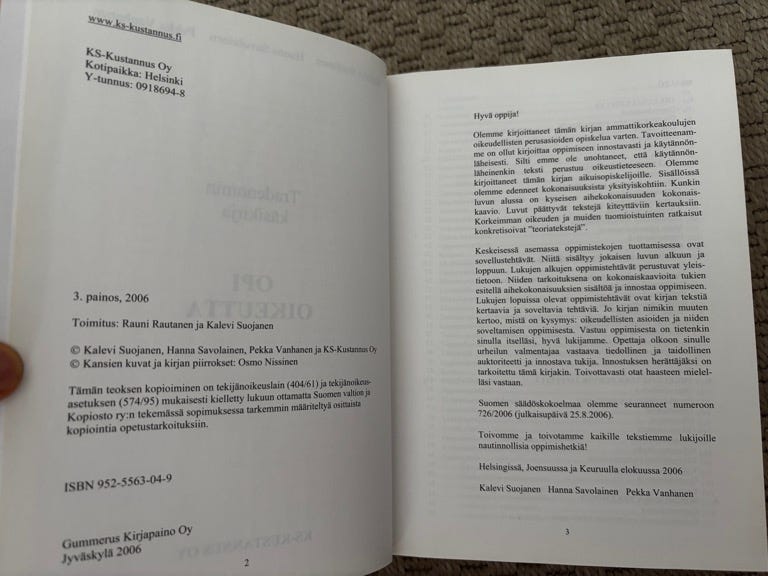 www.ks-kustannus.fi
KS-Kustannus Oy
Kotipaikka: Helsinki
Y-tunnus: 0918694-8
Tradenomin
käsikirja
OPI
OIKEUTTA
3. painos, 2006
Toimitus: Rauni Rautanen ja Kalevi Suojanen
© Kalevi Suojanen, Hanna Savolainen, Pekka Vanhanen ja KS-Kustannus Oy
© Kansien kuvat ja kirjan piirrokset: Osmo Nissinen
Tämän teoksen kopioiminen on tekijänoikeuslain (404/61) ja tekijänoikeus-
asetuksen (574/95) mukaisesti kielletty lukuun ottamatta Suomen valtion ja
Kopiosto ry:n tekemässä sopimuksessa tarkemmin määriteltyä osittaista
kopiointia opetustarkoituksiin.
ISBN 952-5563-04-9
KS-KUSTANNUS OY
Gummerus Kirjapaino Oy
Jyväskylä 2006
2
Hyvä oppija!
Olemme kirjoittaneet tämän kirjan ammattikorkeakoulujen
oikeudellisten perusasioiden opiskelua varten. Tavoitteenam-
me on ollut kirjoittaa oppimiseen innostavasti ja käytännön-
läheisesti. Silti emme ole unohtaneet, että käytännön-
läheinenkin teksti perustuu oikeustieteeseen. Olemme
kirjoittaneet tämän kirjan aikuisopiskelijoille. Sisällöissä
olemme edenneet kokonaisuuksista yksityiskohtiin. Kunkin
luvun alussa on kyseisen aihekokonaisuuden kokonais-
kaavio. Luvut päättyvät tekstejä kiteyttäviin kertauksiin.
Korkeimman oikeuden ja muiden tuomioistuinten ratkaisut
konkretisoivat "teoriatekstejä".
Keskeisessä asemassa oppimistekojen tuottamisessa ovat
sovellustehtävät. Niitä sisältyy jokaisen luvun alkuun ja
loppuun. Lukujen alkujen oppimistehtävät perustuvat yleis-
tietoon. Niiden tarkoituksena on kokonaiskaavioita tukien
esitellä aihekokonaisuuksien sisältöä ja innostaa oppimiseen.
Lukujen lopuissa olevat oppimistehtävät ovat kirjan tekstiä
kertaavia ja soveltavia tehtäviä. Jo kirjan nimikin muuten
kertoo, mistä on kysymys: oikeudellisten asioiden ja niiden
soveltamisen oppimisesta. Vastuu oppimisesta on tietenkin
sinulla itselläsi, hyvä lukijamme. Opettaja olkoon sinulle
urheilun valmentajaa vastaava tiedollinen ja taidollinen
auktoriteetti ja innostava tukija. Innostuksen herättäjäksi on
tarkoitettu tämä kirjakin. Toivottavasti otat haasteen mielel-
läsi vastaan.
Suomen säädöskokoelmaa olemme seuranneet numeroon
726/2006 (julkaisupäivä 25.8.2006).
Toivomme ja toivotamme kaikille tekstiemme lukijoille
nautinnollisia oppimishetkiä!
Helsingissä, Joensuussa ja Keuruulla elokuussa 2006
Kalevi Suojanen Hanna Savolainen Pekka Vanhanen
3